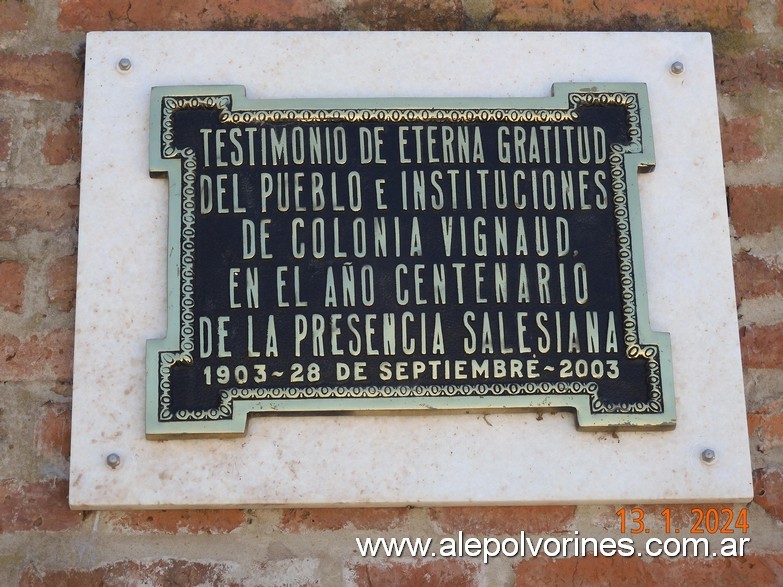 TESTIMONIO DE ETERNA GRATITUD
DEL PUEBLO E INSTITUCIONES
DE COLONIA VIGNAUD,
EN EL AÑO CENTENARIO
DE LA PRESENCIA SALESIANA
1903~28 DE SEPTIEMBRE~2003
13. 1. 2024
www.alepolvorines.com.ar